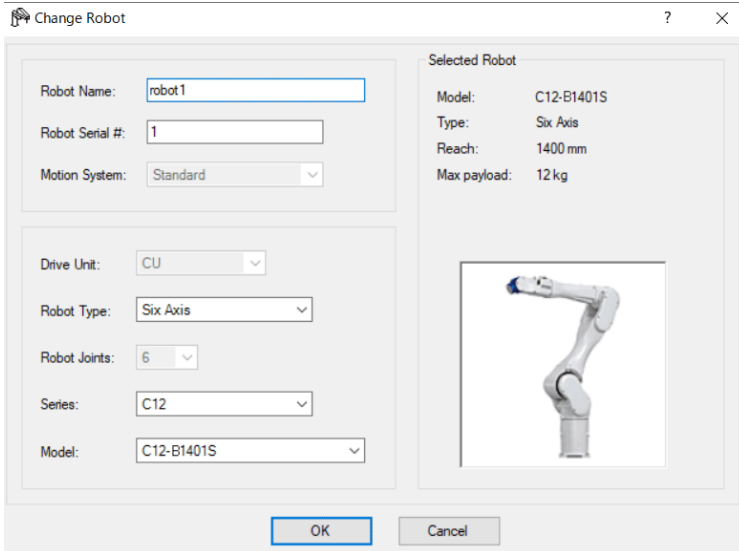 Change Robot
?
Robot Name: robot1
Robot Serial #: 1
Motion System: Standard
Drive Unit: CU
Robot Type: Six Axis
Robot Joints: 6
Series: C12
Model: C12-B1401S
Selected Robot
Model: C12-B1401S
Type: Six Axis
Reach: 1400 mm
Max payload: 12 kg
OK
Cancel